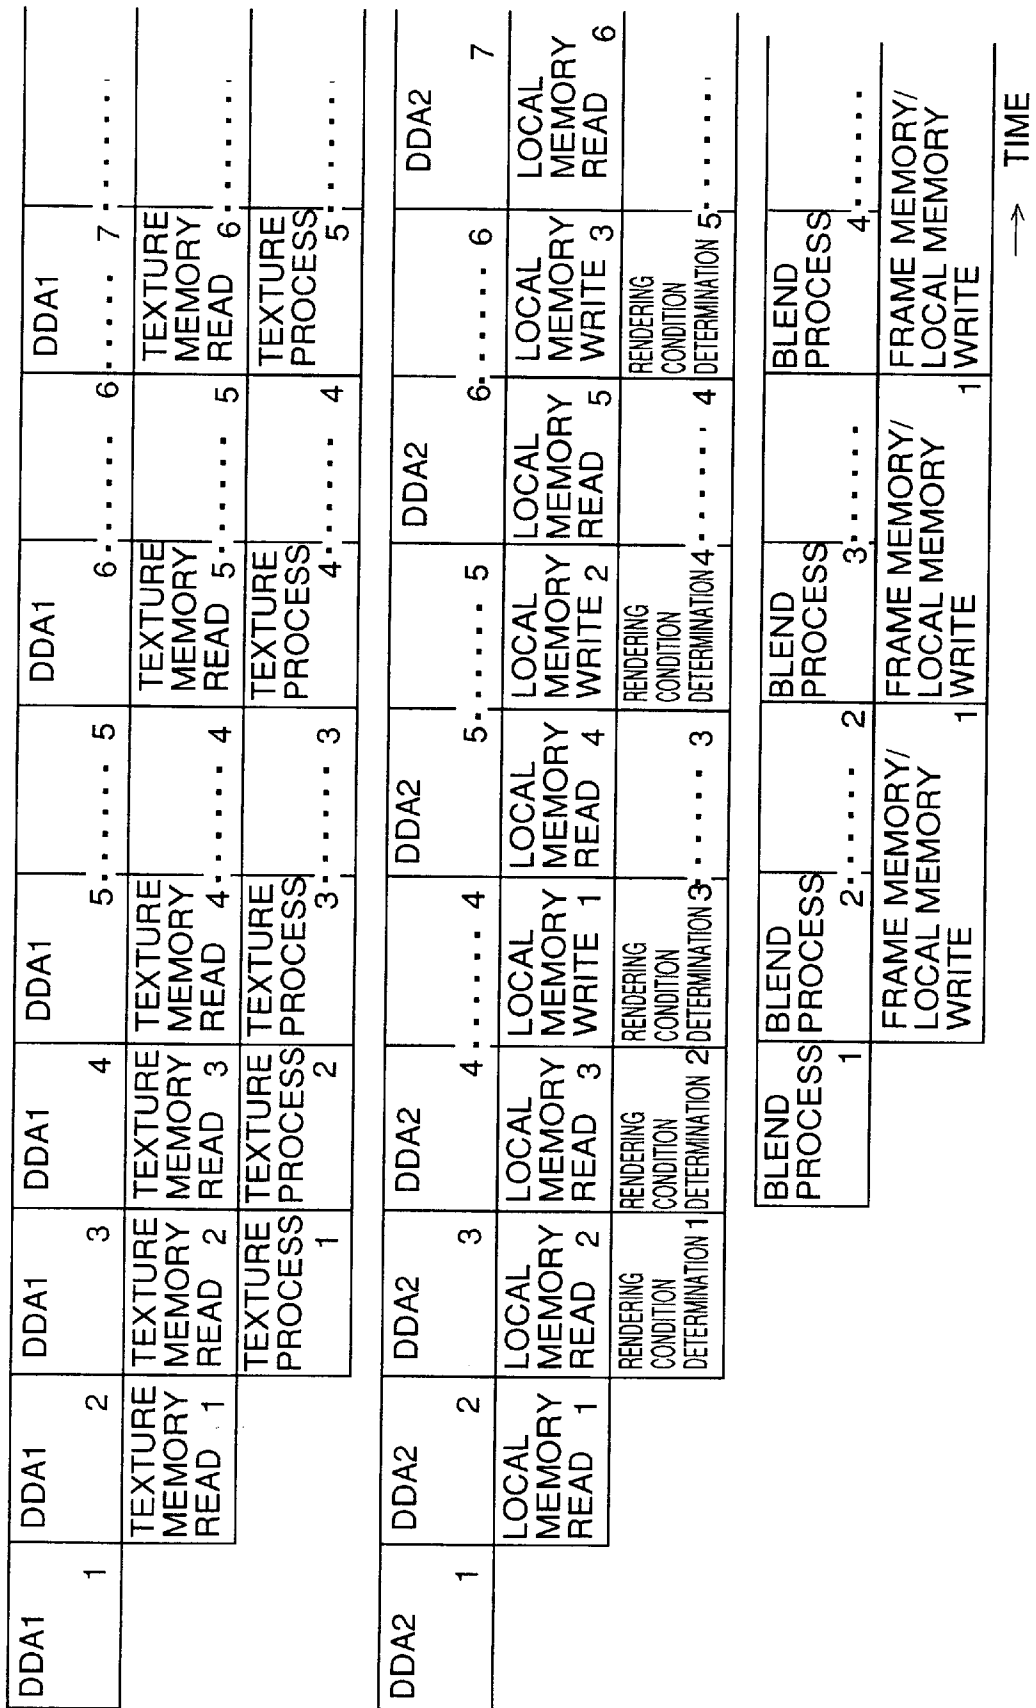 DDA1 1
DDA1 2
DDA1 3
DDA1 4
DDA1
5 ...... 5
DDA1
6 ...... 6
DDA1
7 ......
TEXTURE
MEMORY
READ 1
TEXTURE
MEMORY
READ 2
TEXTURE
MEMORY
READ 3
TEXTURE
MEMORY
READ 4 ...... 4
TEXTURE
MEMORY
READ 5 ...... 5
TEXTURE
MEMORY
READ 6 ......
TEXTURE
PROCESS
1
TEXTURE
PROCESS
2
TEXTURE
PROCESS
3 ...... 3
TEXTURE
PROCESS
4 ...... 4
TEXTURE
PROCESS
5 ......
DDA2 1
DDA2 2
DDA2 3
DDA2
4 ...... 4
DDA2
5 ...... 5
DDA2
6 ...... 6
DDA2 7
LOCAL
MEMORY
READ 1
LOCAL
MEMORY
READ 2
LOCAL
MEMORY
READ 3
LOCAL
MEMORY
WRITE 1
LOCAL
MEMORY
READ 4
LOCAL
MEMORY
WRITE 2
LOCAL
MEMORY
READ 5
LOCAL
MEMORY
WRITE 3
LOCAL
MEMORY
READ 6
RENDERING
CONDITION
DETERMINATION 1
RENDERING
CONDITION
DETERMINATION 2
RENDERING
CONDITION
DETERMINATION 3 ...... 3
RENDERING
CONDITION
DETERMINATION 4 ...... 4
RENDERING
CONDITION
DETERMINATION 5 ......
BLEND
PROCESS
1
BLEND
PROCESS
2 ...... 2
BLEND
PROCESS
3 ......
BLEND
PROCESS
4 ......
FRAME MEMORY/
LOCAL MEMORY
WRITE 1
FRAME MEMORY/
LOCAL MEMORY
WRITE 1
FRAME MEMORY/
LOCAL MEMORY
WRITE
→ TIME